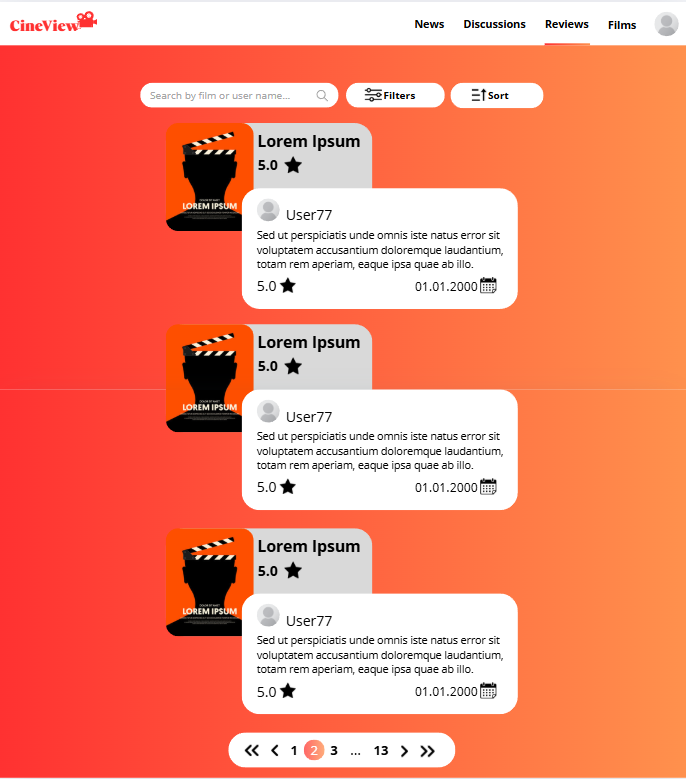 CineView
News Discussions Reviews Films
Search by film or user name...
Filters
Sort
Lorem Ipsum
5.0
LOREM IPSUM
User77
Sed ut perspiciatis unde omnis iste natus error sit
voluptatem accusantium doloremque laudantium,
totam rem aperiam, eaque ipsa quae ab illo.
5.0
01.01.2000
Lorem Ipsum
5.0
LOREM IPSUM
User77
Sed ut perspiciatis unde omnis iste natus error sit
voluptatem accusantium doloremque laudantium,
totam rem aperiam, eaque ipsa quae ab illo.
5.0
01.01.2000
Lorem Ipsum
5.0
LOREM IPSUM
User77
Sed ut perspiciatis unde omnis iste natus error sit
voluptatem accusantium doloremque laudantium,
totam rem aperiam, eaque ipsa quae ab illo.
5.0
01.01.2000
1 2 3 ... 13